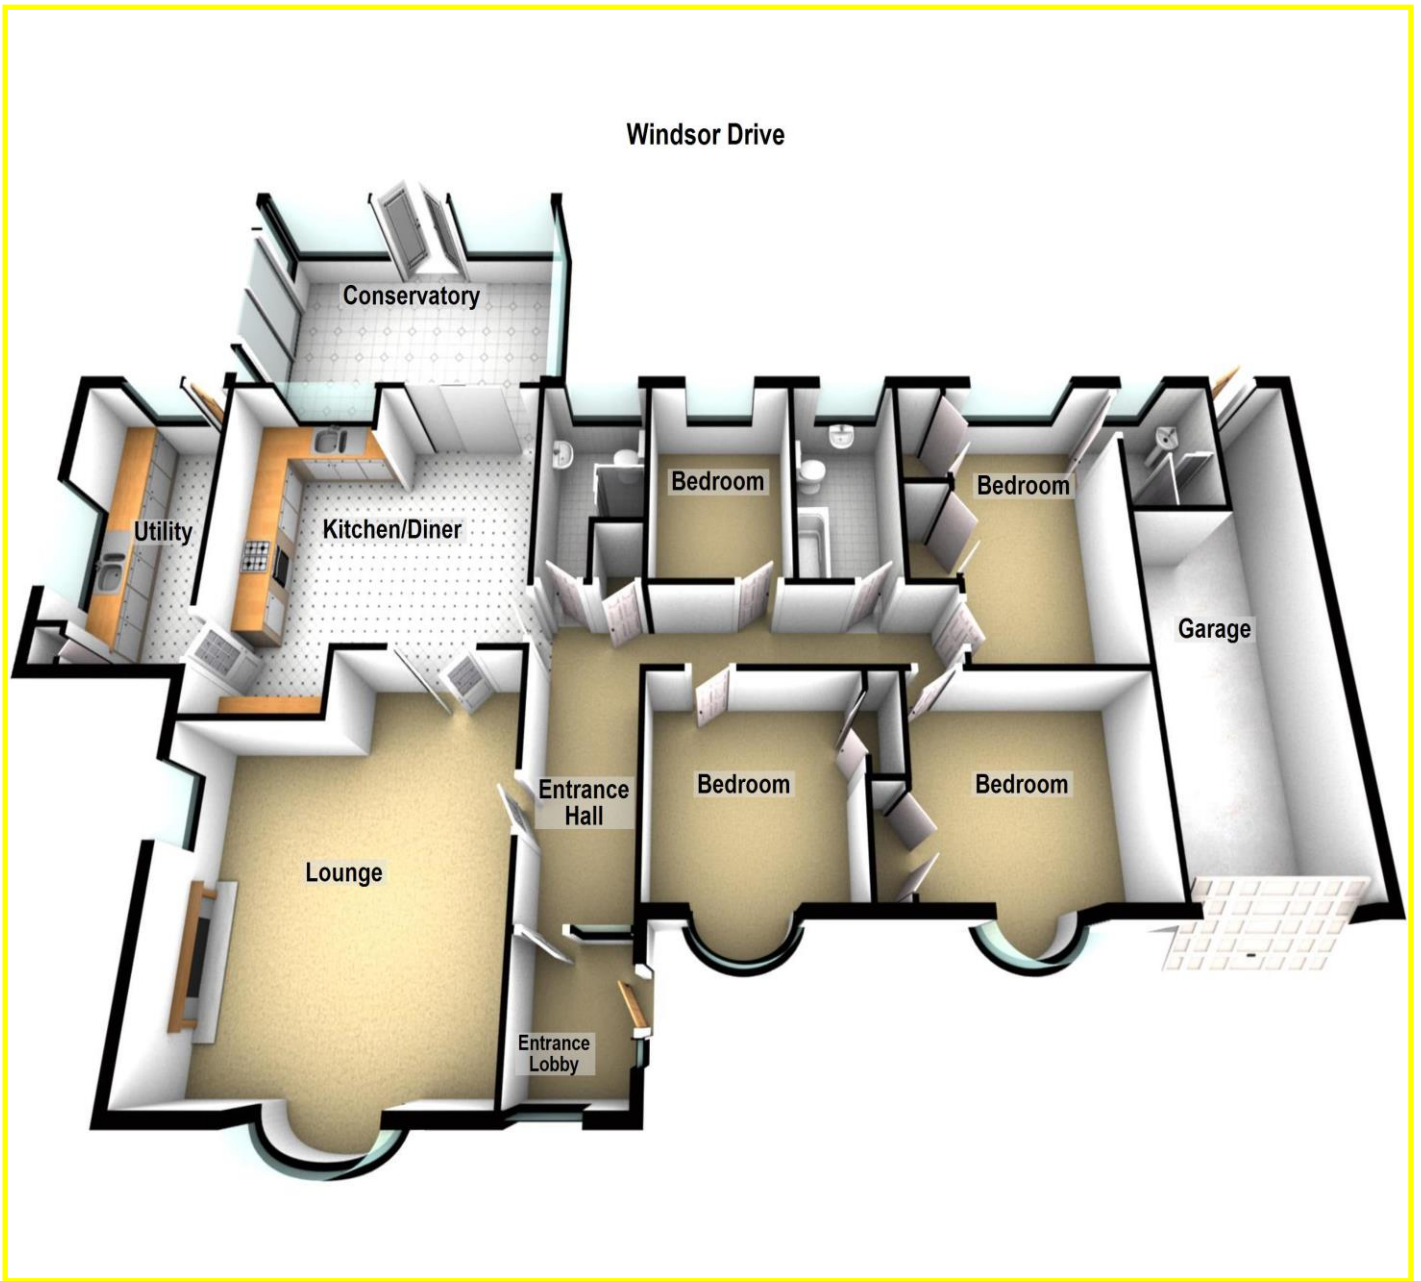 Windsor Drive
Conservatory
Bedroom
Bedroom
Utility
Kitchen/Diner
Garage
Bedroom
Bedroom
Entrance
Hall
Lounge
Entrance
Lobby